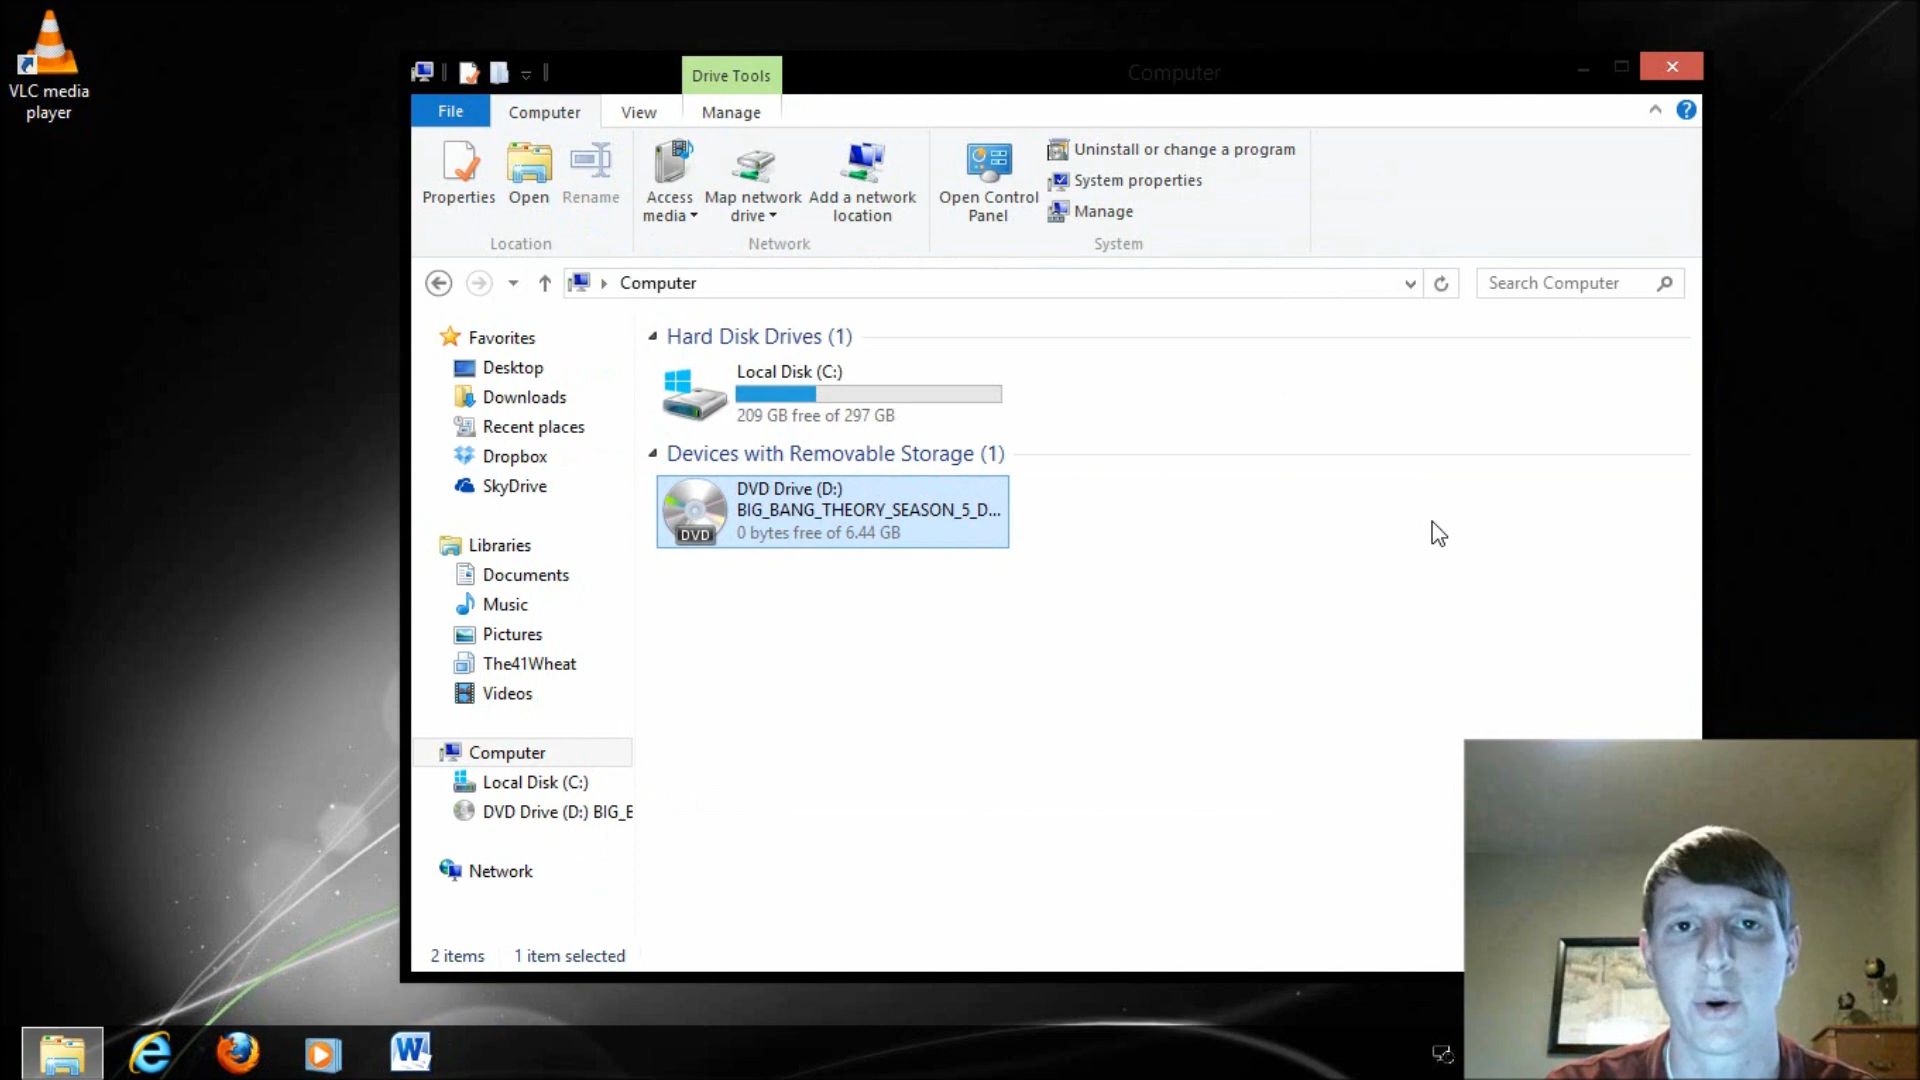 VLC media
player
Drive Tools
Computer
File
Computer
View
Manage
Properties
Open
Rename
Access
media
Map network
drive
Add a network
location
Open Control
Panel
Uninstall or change a program
System properties
Manage
Location
Network
System
Computer
Search Computer
Favorites
Desktop
Downloads
Recent places
Dropbox
SkyDrive
Libraries
Documents
Music
Pictures
The41Wheat
Videos
Computer
Local Disk (C:)
DVD Drive (D:) BIG_E
Network
Hard Disk Drives (1)
Local Disk (C:)
209 GB free of 297 GB
Devices with Removable Storage (1)
DVD Drive (D:)
BIG_BANG_THEORY_SEASON_5_D...
0 bytes free of 6.44 GB
DVD
2 items
1 item selected